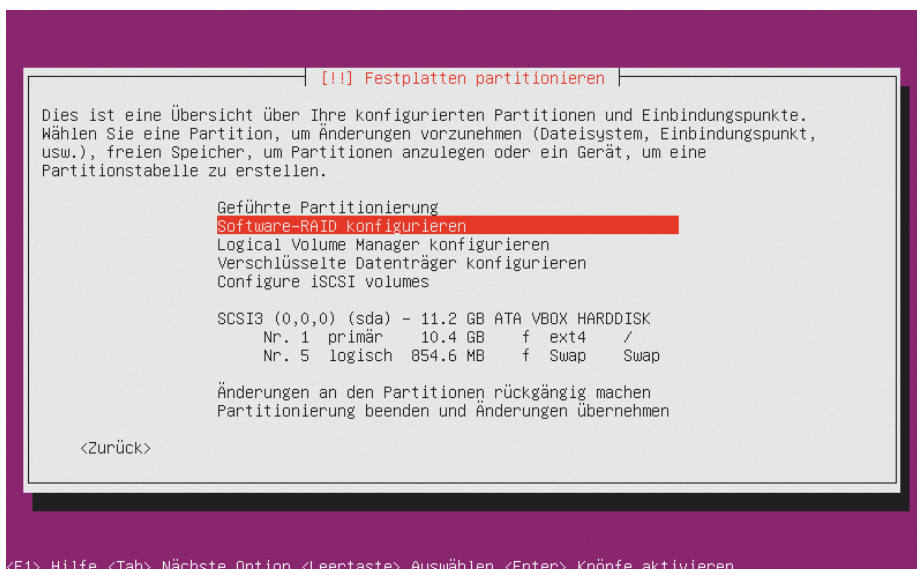 [!!] Festplatten partitionieren
Dies ist eine Übersicht über Ihre konfigurierten Partitionen und Einbindungspunkte.
Wählen Sie eine Partition, um Änderungen vorzunehmen (Dateisystem, Einbindungspunkt,
usw.), freien Speicher, um Partitionen anzulegen oder ein Gerät, um eine
Partitionstabelle zu erstellen.
Geführte Partitionierung
Software-RAID konfigurieren
Logical Volume Manager konfigurieren
Verschlüsselte Datenträger konfigurieren
Configure iSCSI volumes
SCSI3 (0,0,0) (sda) - 11.2 GB ATA VBOX HARDDISK
Nr. 1 primär 10.4 GB f ext4 /
Nr. 5 logisch 854.6 MB f Swap Swap
Änderungen an den Partitionen rückgängig machen
Partitionierung beenden und Änderungen übernehmen
<Zurück>
<F1> Hilfe <Tab> Nächste Option <Leertaste> Auswählen <Enter> Knöpfe aktivieren